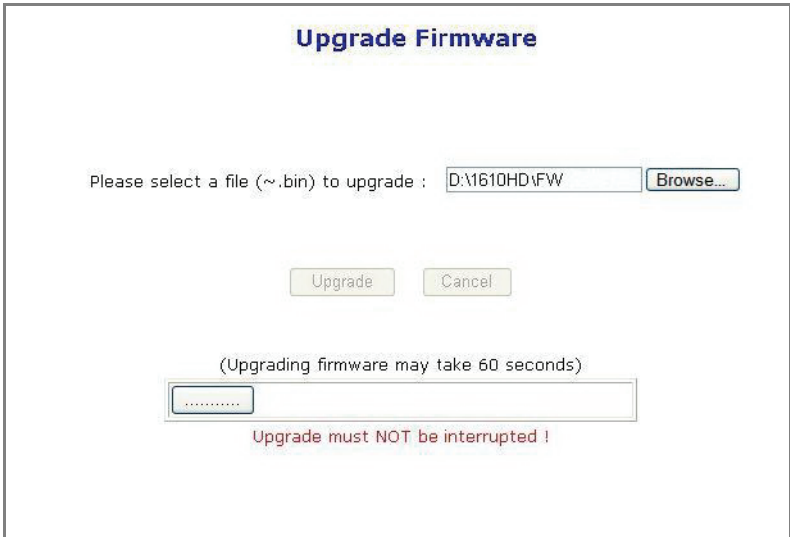 Upgrade Firmware
Please select a file (~.bin) to upgrade : D:\1610HD\FW Browse...
Upgrade Cancel
(Upgrading firmware may take 60 seconds)
...........
Upgrade must NOT be interrupted !